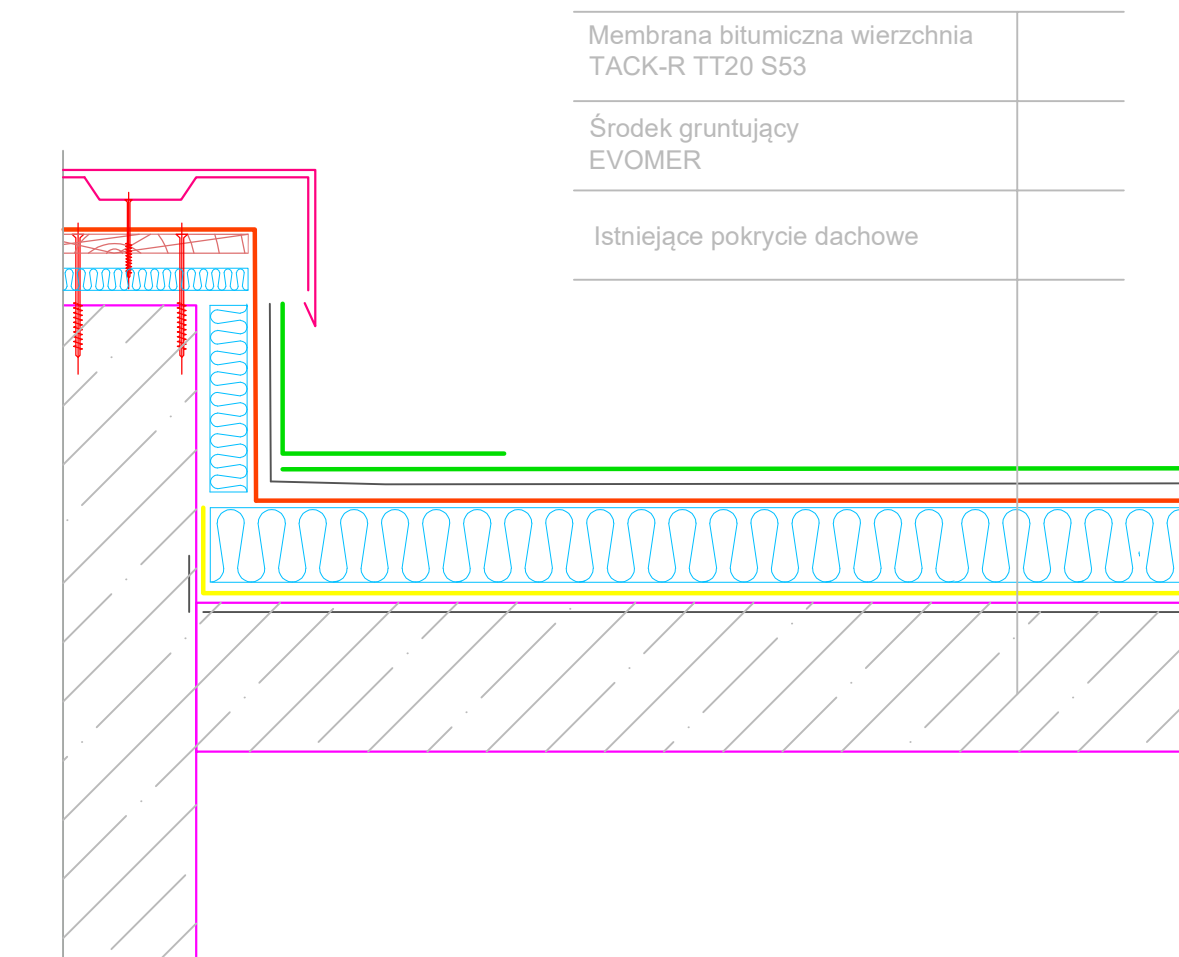 Membrana bitumiczna wierzchnia
TACK-R TT20 S53
Środek gruntujący
EVOMER
Istniejące pokrycie dachowe